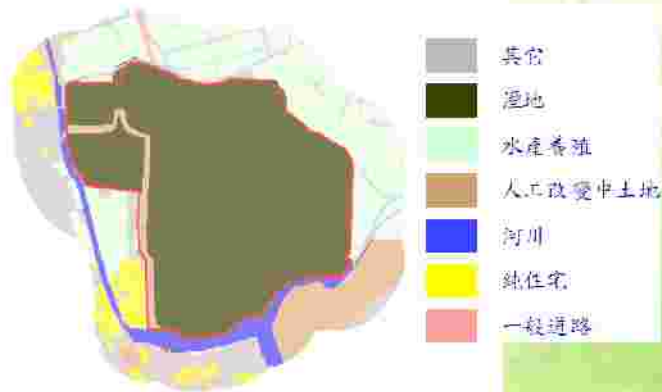 其它
溼地
水產養殖
人工改變中土地
河川
純住宅
一般道路